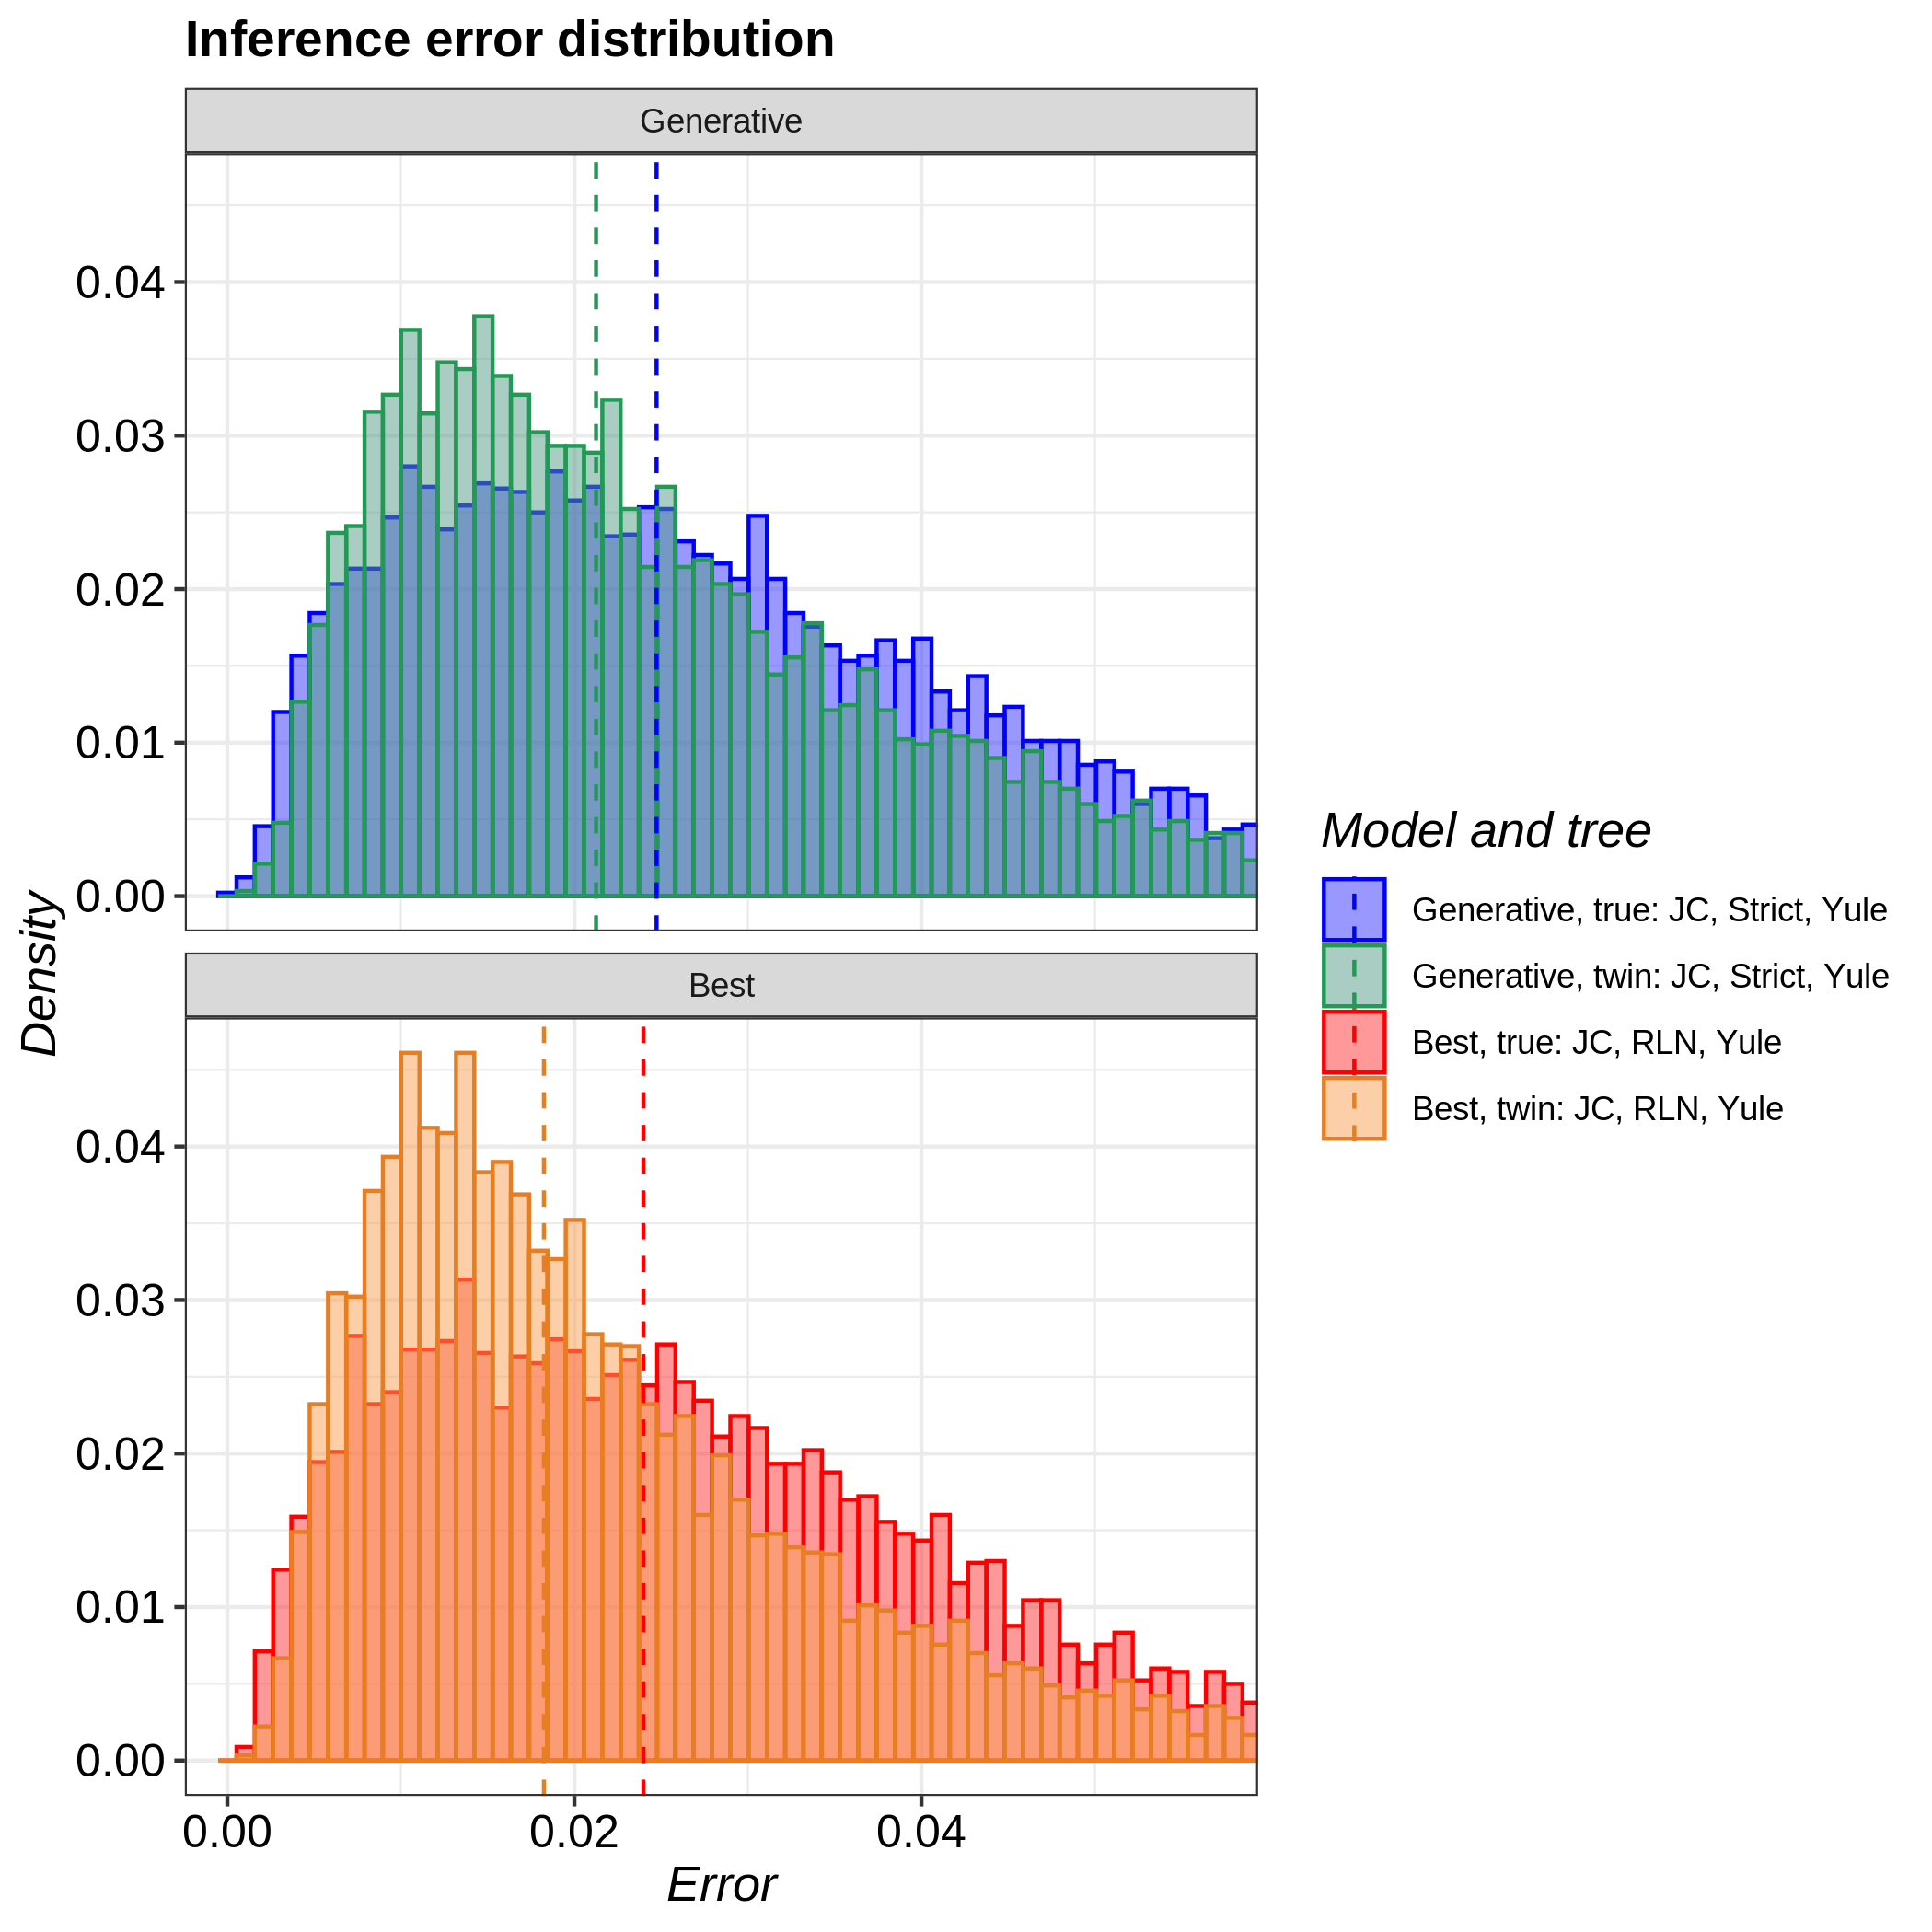 Inference error distribution
Generative
0.04
0.03
0.02
0.01
0.00
Best
0.04
0.03
0.02
0.01
0.00
0.00 0.02 0.04
Error
Density
Model and tree
Generative, true: JC, Strict, Yule
Generative, twin: JC, Strict, Yule
Best, true: JC, RLN, Yule
Best, twin: JC, RLN, Yule